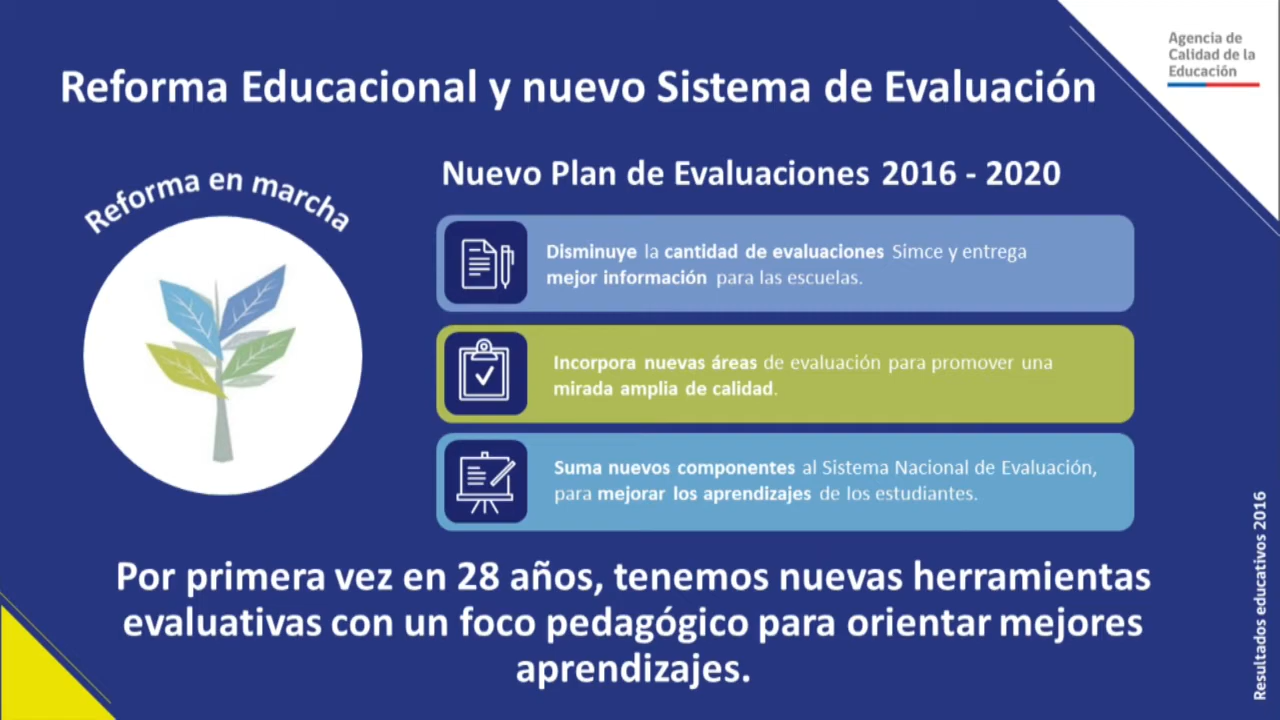 Agencia de
Calidad de la
Educación
Reforma Educacional y nuevo Sistema de Evaluación
Reforma en marcha
Nuevo Plan de Evaluaciones 2016 - 2020
Disminuye la cantidad de evaluaciones Simce y entrega
mejor información para las escuelas.
Incorpora nuevas áreas de evaluación para promover una
mirada amplia de calidad.
Suma nuevos componentes al Sistema Nacional de Evaluación,
para mejorar los aprendizajes de los estudiantes.
Por primera vez en 28 años, tenemos nuevas herramientas
evaluativas con un foco pedagógico para orientar mejores
aprendizajes.
Resultados educativos 2016